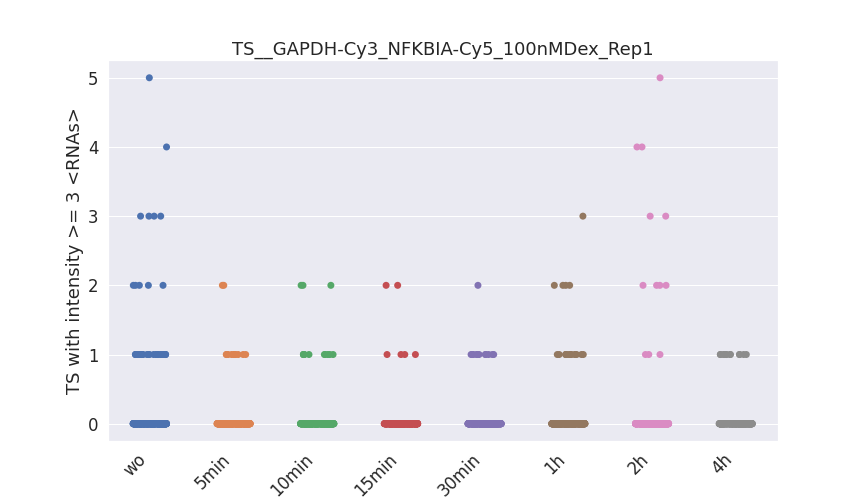 TS__GAPDH-Cy3_NFKBIA-Cy5_100nMDex_Rep1
TS with intensity >= 3 <RNAs>
5
4
3
2
1
0
wo
5min
10min
15min
30min
1h
2h
4h